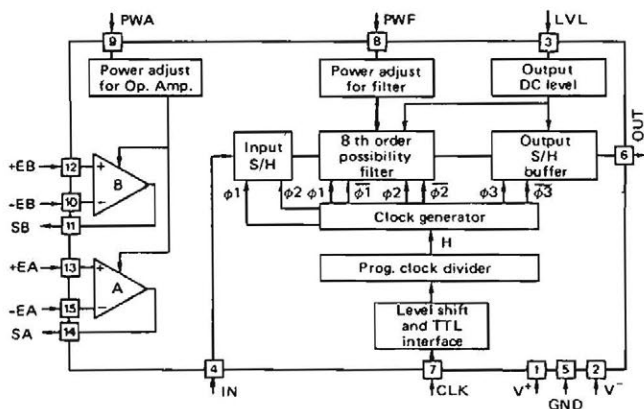 PWA
PWF
LVL
9
8
3
Power adjust
for Op. Amp.
Power adjust
for filter
Output
DC level
OUT
+EB
12
+
B
-EB
10
−
SB
11
Input
S/H
8 th order
possibility
filter
Output
S/H
buffer
6
ϕ1
ϕ2
ϕ1
ϕ1̅
ϕ2
ϕ2̅
ϕ3
ϕ3̅
Clock generator
H
+EA
13
+
A
-EA
15
−
SA
14
Prog. clock divider
Level shift
and TTL
interface
4
7
1
5
2
IN
CLK
V+
GND
V−